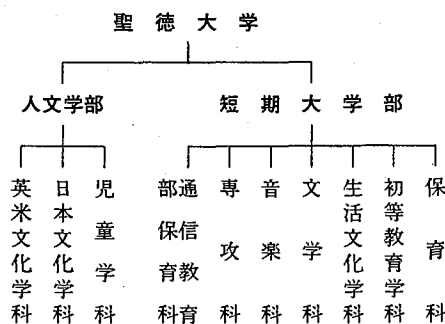 聖徳大学
人文学部
短期大学部
保育科
初等教育学科
生活文化学科
文学科
音楽科
専攻科
通信教育
部保育科
児童学科
日本文化学科
英米文化学科